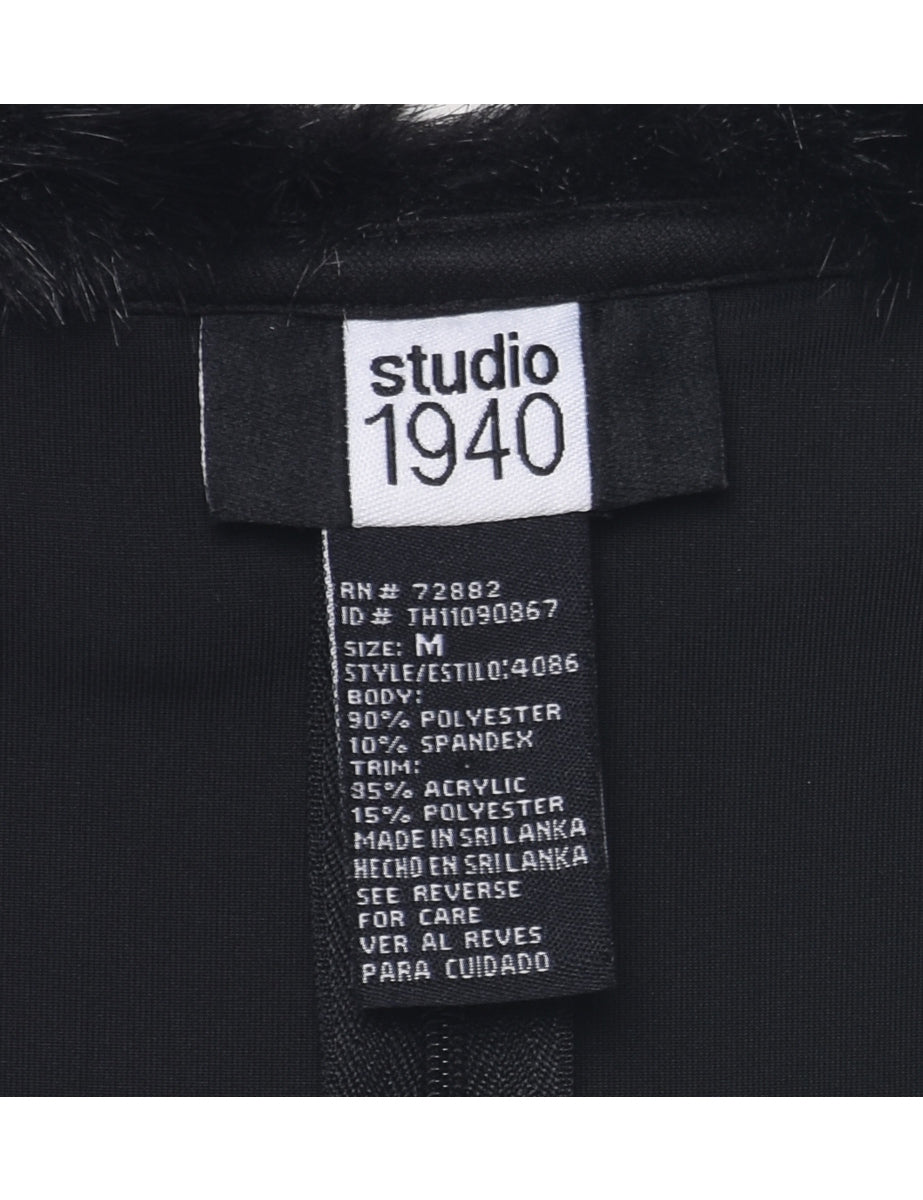 studio
1940
RN# 72882
ID# TH11090867
SIZE: M
STYLE/ESTILO:4086
BODY:
90% POLYESTER
10% SPANDEX
TRIM:
85% ACRYLIC
15% POLYESTER
MADE IN SRI LANKA
HECHO EN SRI LANKA
SEE REVERSE
FOR CARE
VER AL REVES
PARA CUIDADO